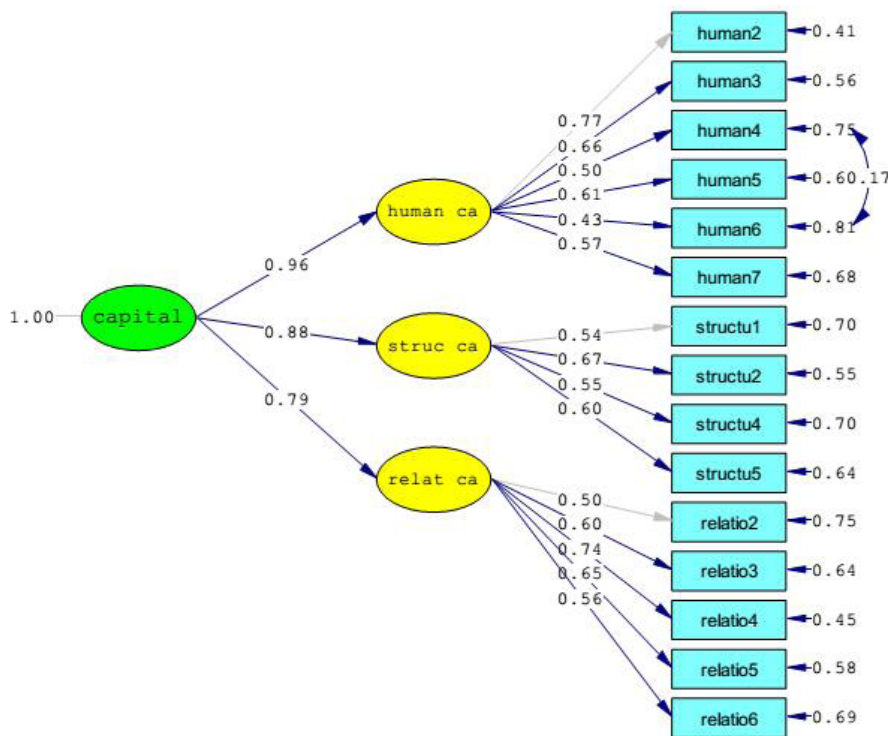 human2 0.41
human3 0.56
0.77
0.66 human4 0.75
0.50
0.61 human5 0.60 0.17
human ca 0.43
0.57 human6 0.81
0.96 human7 0.68
1.00 capital 0.88 struc ca 0.54 structu1 0.70
0.67 structu2 0.55
0.55
0.79 0.60 structu4 0.70
relat ca structu5 0.64
0.50 relatio2 0.75
0.60
0.74 relatio3 0.64
0.65
0.56 relatio4 0.45
relatio5 0.58
relatio6 0.69